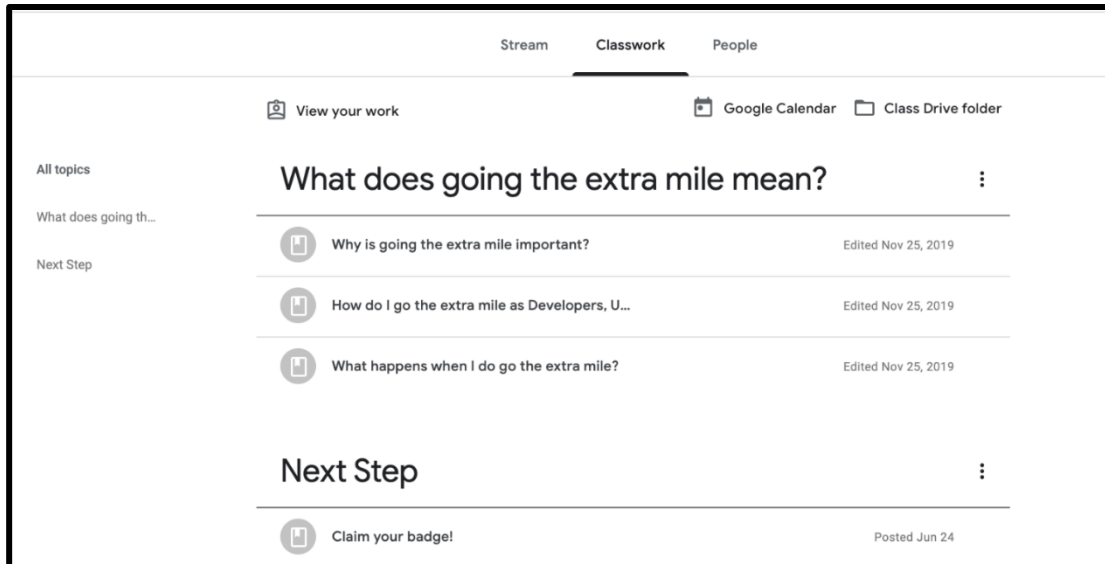 Stream Classwork People
View your work Google Calendar Class Drive folder
All topics
What does going th...
Next Step
What does going the extra mile mean?
Why is going the extra mile important? Edited Nov 25, 2019
How do I go the extra mile as Developers, U... Edited Nov 25, 2019
What happens when I do go the extra mile? Edited Nov 25, 2019
Next Step
Claim your badge! Posted Jun 24